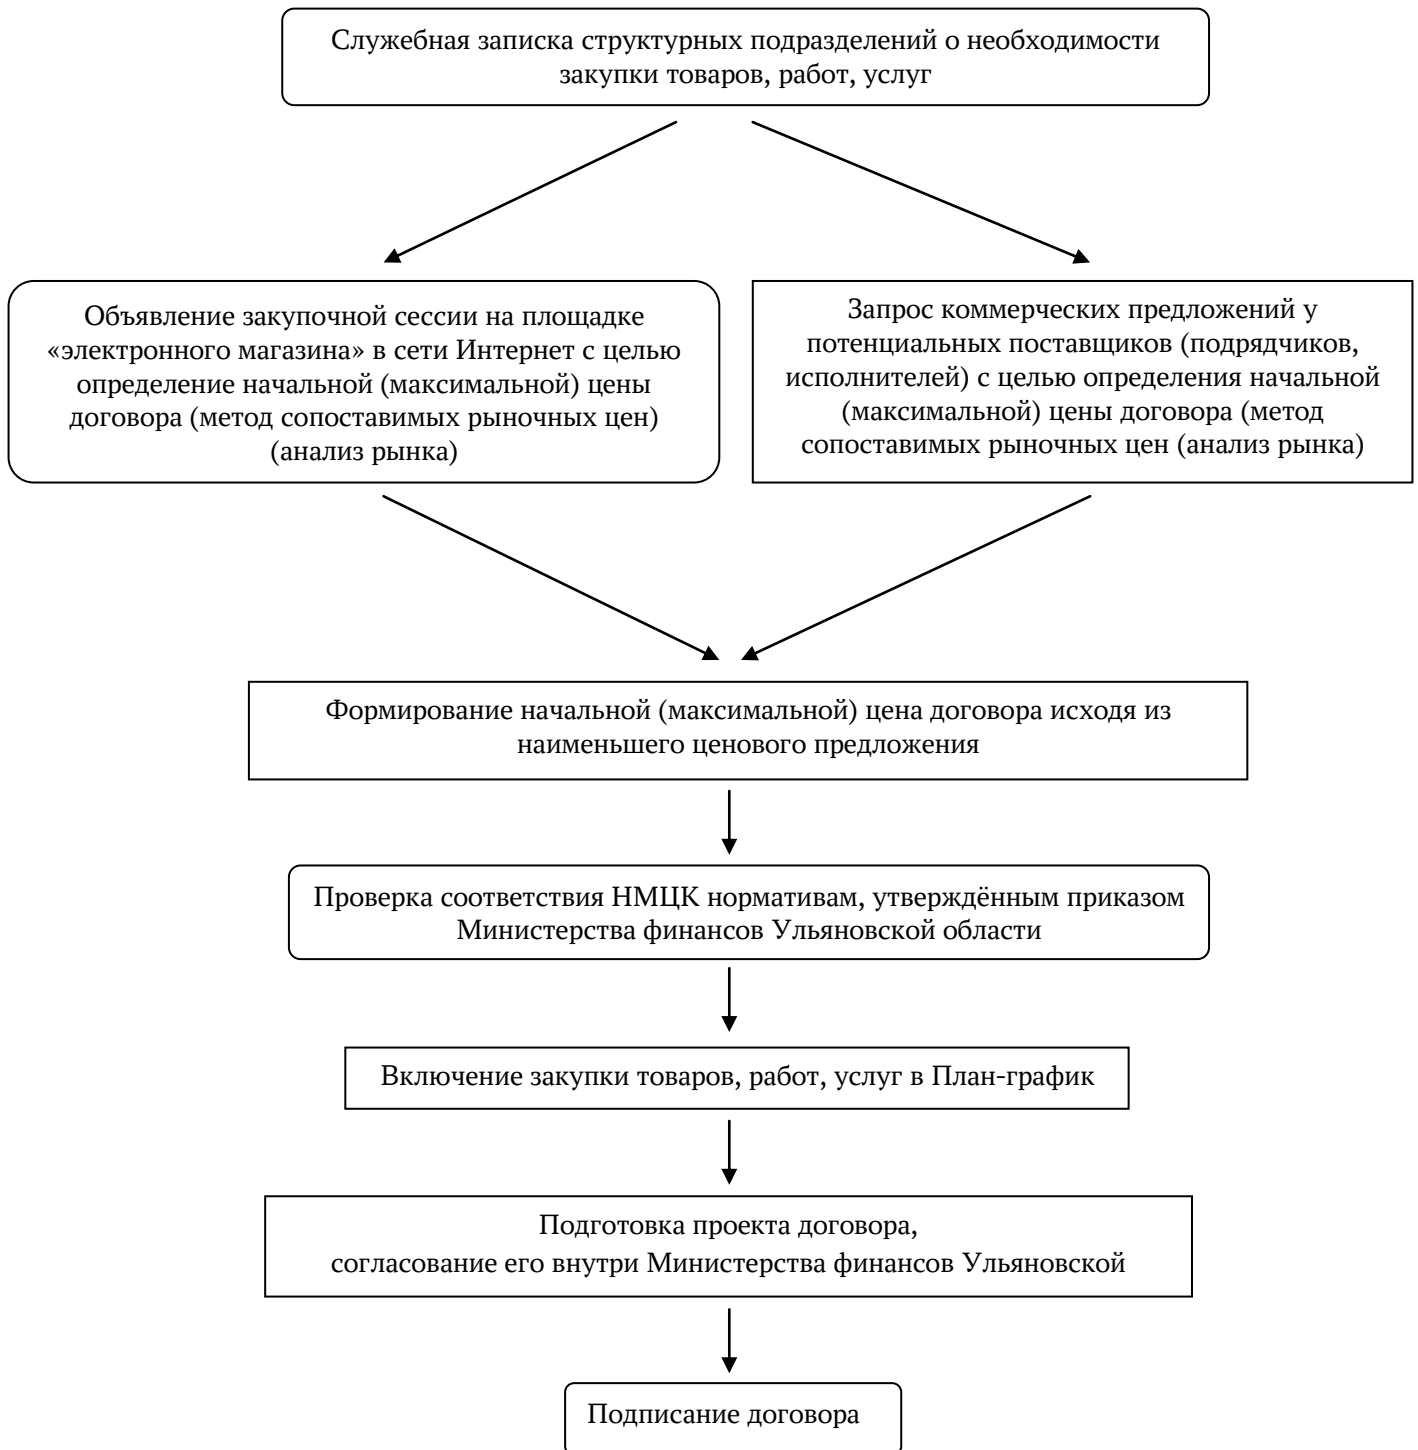 Служебная записка структурных подразделений о необходимости
закупки товаров, работ, услуг
Объявление закупочной сессии на площадке
«электронного магазина» в сети Интернет с целью
определение начальной (максимальной) цены
договора (метод сопоставимых рыночных цен)
(анализ рынка)
Запрос коммерческих предложений у
потенциальных поставщиков (подрядчиков,
исполнителей) с целью определения начальной
(максимальной) цены договора (метод
сопоставимых рыночных цен (анализ рынка)
Формирование начальной (максимальной) цена договора исходя из
наименьшего ценового предложения
Проверка соответствия НМЦК нормативам, утверждённым приказом
Министерства финансов Ульяновской области
Включение закупки товаров, работ, услуг в План-график
Подготовка проекта договора,
согласование его внутри Министерства финансов Ульяновской
Подписание договора